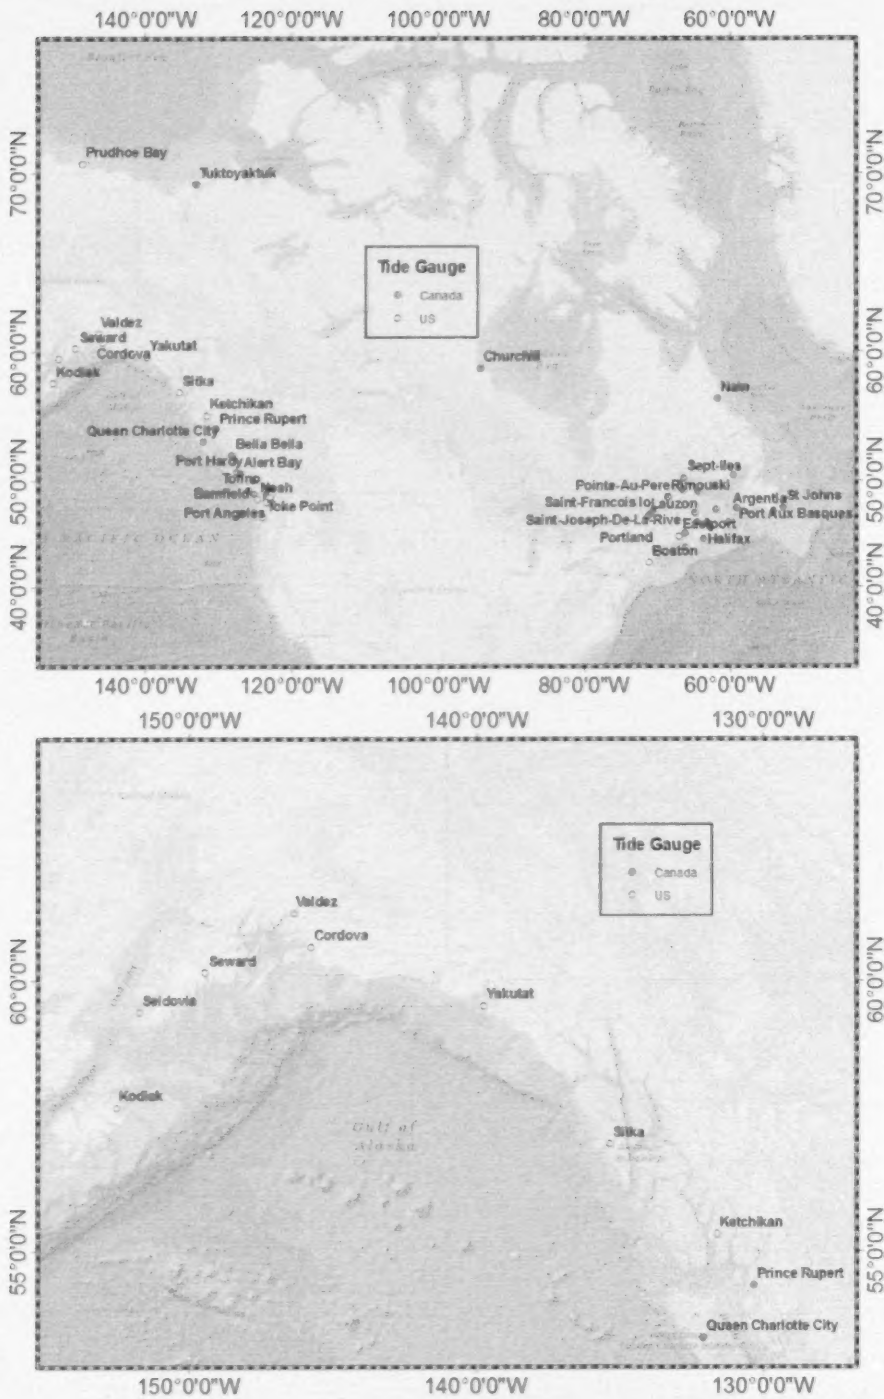 140°0'0"W 120°0'0"W 100°0'0"W 80°0'0"W 60°0'0"W
70°0'0"N
60°0'0"N
50°0'0"N
40°0'0"N
70°0'0"N
60°0'0"N
50°0'0"N
40°0'0"N
Prudhoe Bay
Tuktoyaktuk
Tide Gauge
Canada
US
Valdez
Seward
Cordova
Yakutat
Kodiak
Churchill
Sitka
Nain
Ketchikan
Prince Rupert
Queen Charlotte City
Bella Bella
Port Hardy
Alert Bay
Tofino
Bamfield
Neah
Toke Point
Port Angeles
Sept-Iles
Pointe-Au-Pere
Rimouski
Saint-Francois Io
Lauzon
Argentia
St Johns
Saint-Joseph-De-La-Rive
Eastport
Port Aux Basques
Portland
Halifax
Boston
PACIFIC OCEAN
NORTH ATLANTIC
140°0'0"W 120°0'0"W 100°0'0"W 80°0'0"W 60°0'0"W
150°0'0"W 140°0'0"W 130°0'0"W
60°0'0"N
55°0'0"N
60°0'0"N
55°0'0"N
Tide Gauge
Canada
US
Valdez
Cordova
Seward
Seldovia
Yakutat
Kodiak
Gulf of
Alaska
Sitka
Ketchikan
Prince Rupert
Queen Charlotte City
150°0'0"W 140°0'0"W 130°0'0"W